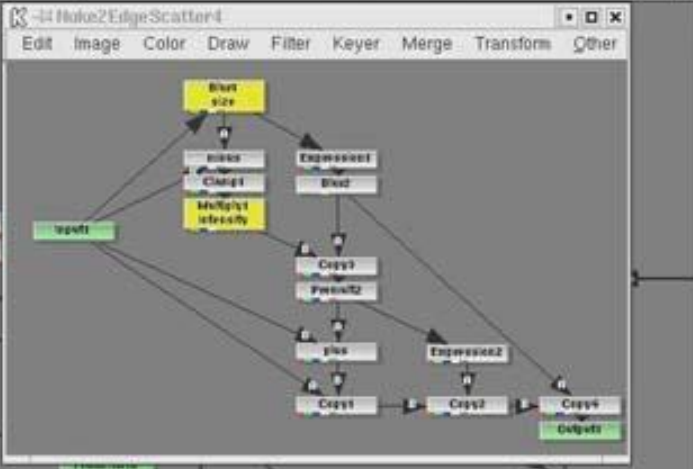 Nuke2EdgeScatter4
Edit Image Color Draw Filter Keyer Merge Transform Other
Blur1
size
minus
Expression1
Clamp1
Blur2
Multiply1
intensity
Input1
Copy3
Premult2
plus
Expression2
Copy1
Copy2
Copy4
Output1